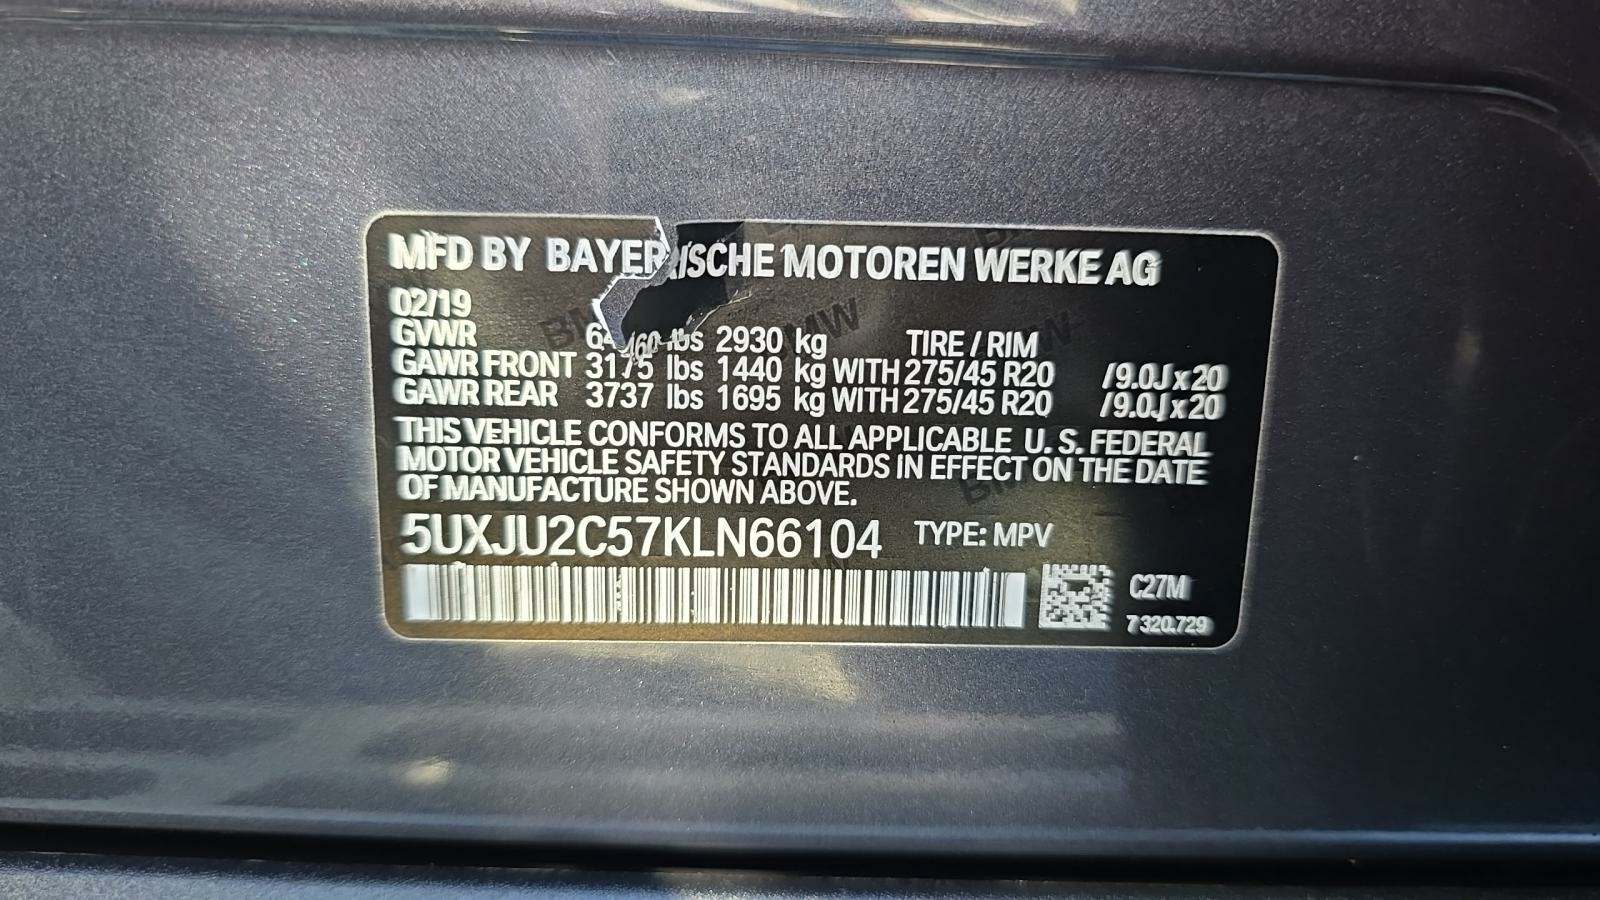 MFD BY BAYERISCHE MOTOREN WERKE AG
02/19
GVWR 6460 lbs 2930 kg TIRE / RIM
GAWR FRONT 3175 lbs 1440 kg WITH 275/45 R20 /9.0J x 20
GAWR REAR 3737 lbs 1695 kg WITH 275/45 R20 /9.0J x 20
THIS VEHICLE CONFORMS TO ALL APPLICABLE U.S. FEDERAL
MOTOR VEHICLE SAFETY STANDARDS IN EFFECT ON THE DATE
OF MANUFACTURE SHOWN ABOVE.
5UXJU2C57KLN66104 TYPE: MPV
C27M
7 320.729